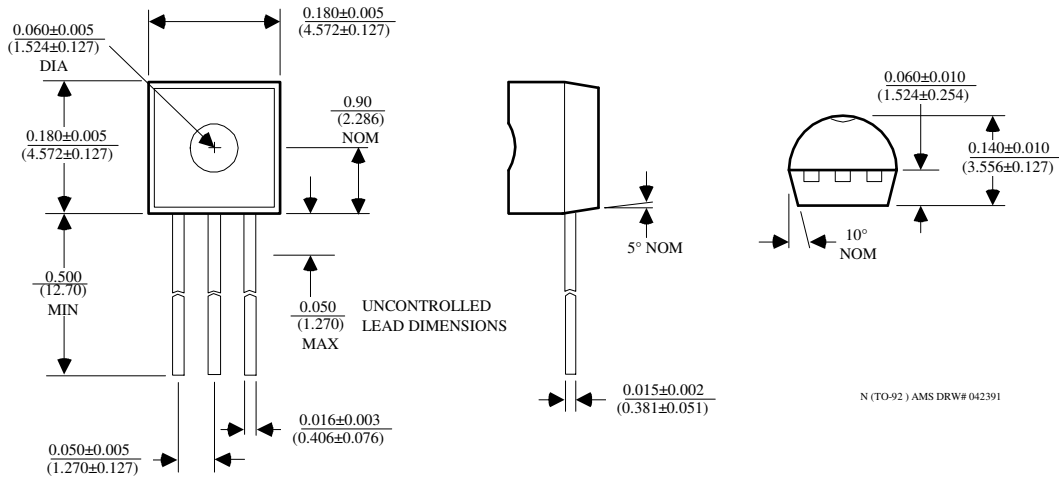 0.060±0.005
(1.524±0.127)
DIA
0.180±0.005
(4.572±0.127)
0.180±0.005
(4.572±0.127)
0.90
(2.286)
NOM
0.500
(12.70)
MIN
0.050
(1.270)
MAX
UNCONTROLLED
LEAD DIMENSIONS
0.016±0.003
(0.406±0.076)
0.050±0.005
(1.270±0.127)
5° NOM
0.015±0.002
(0.381±0.051)
0.060±0.010
(1.524±0.254)
0.140±0.010
(3.556±0.127)
10°
NOM
N (TO-92 ) AMS DRW# 042391